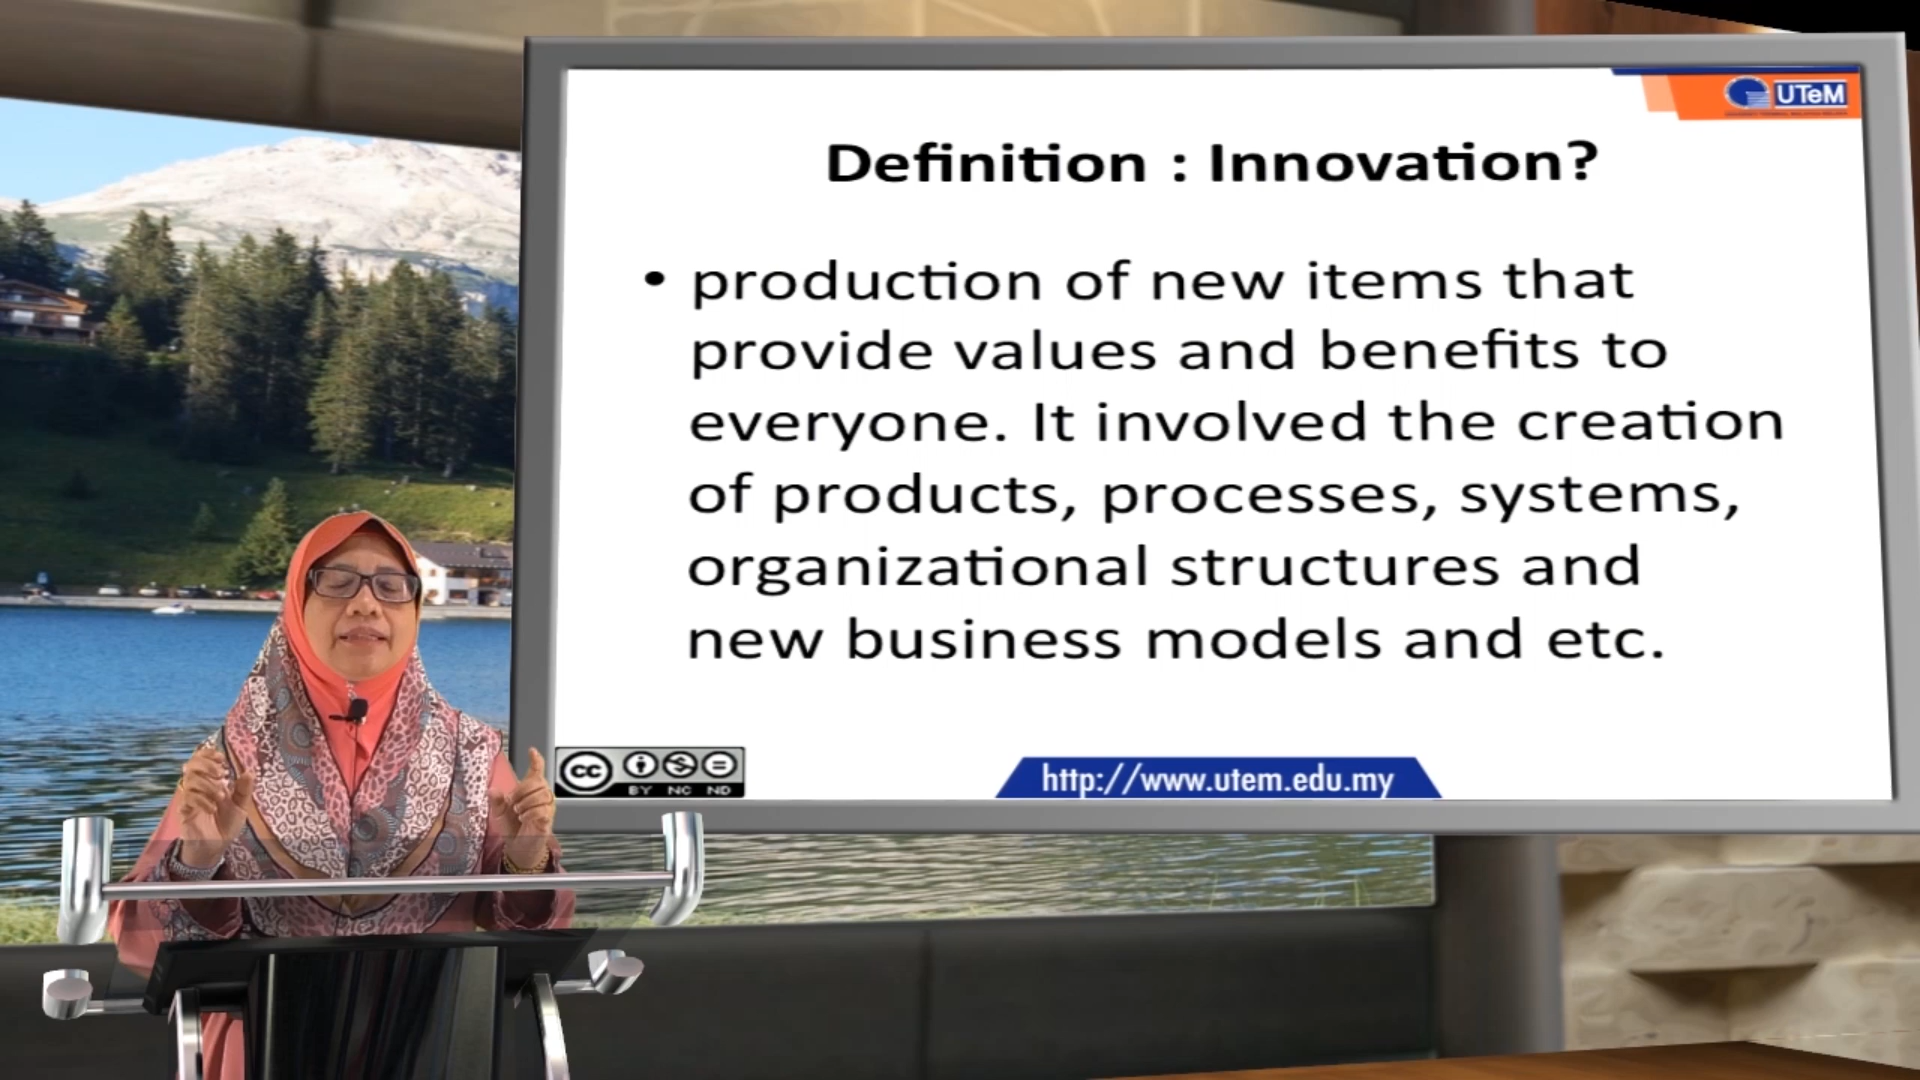 UTeM
Definition : Innovation?
• production of new items that
provide values and benefits to
everyone. It involved the creation
of products, processes, systems,
organizational structures and
new business models and etc.
cc
BY NC ND
http://www.utem.edu.my